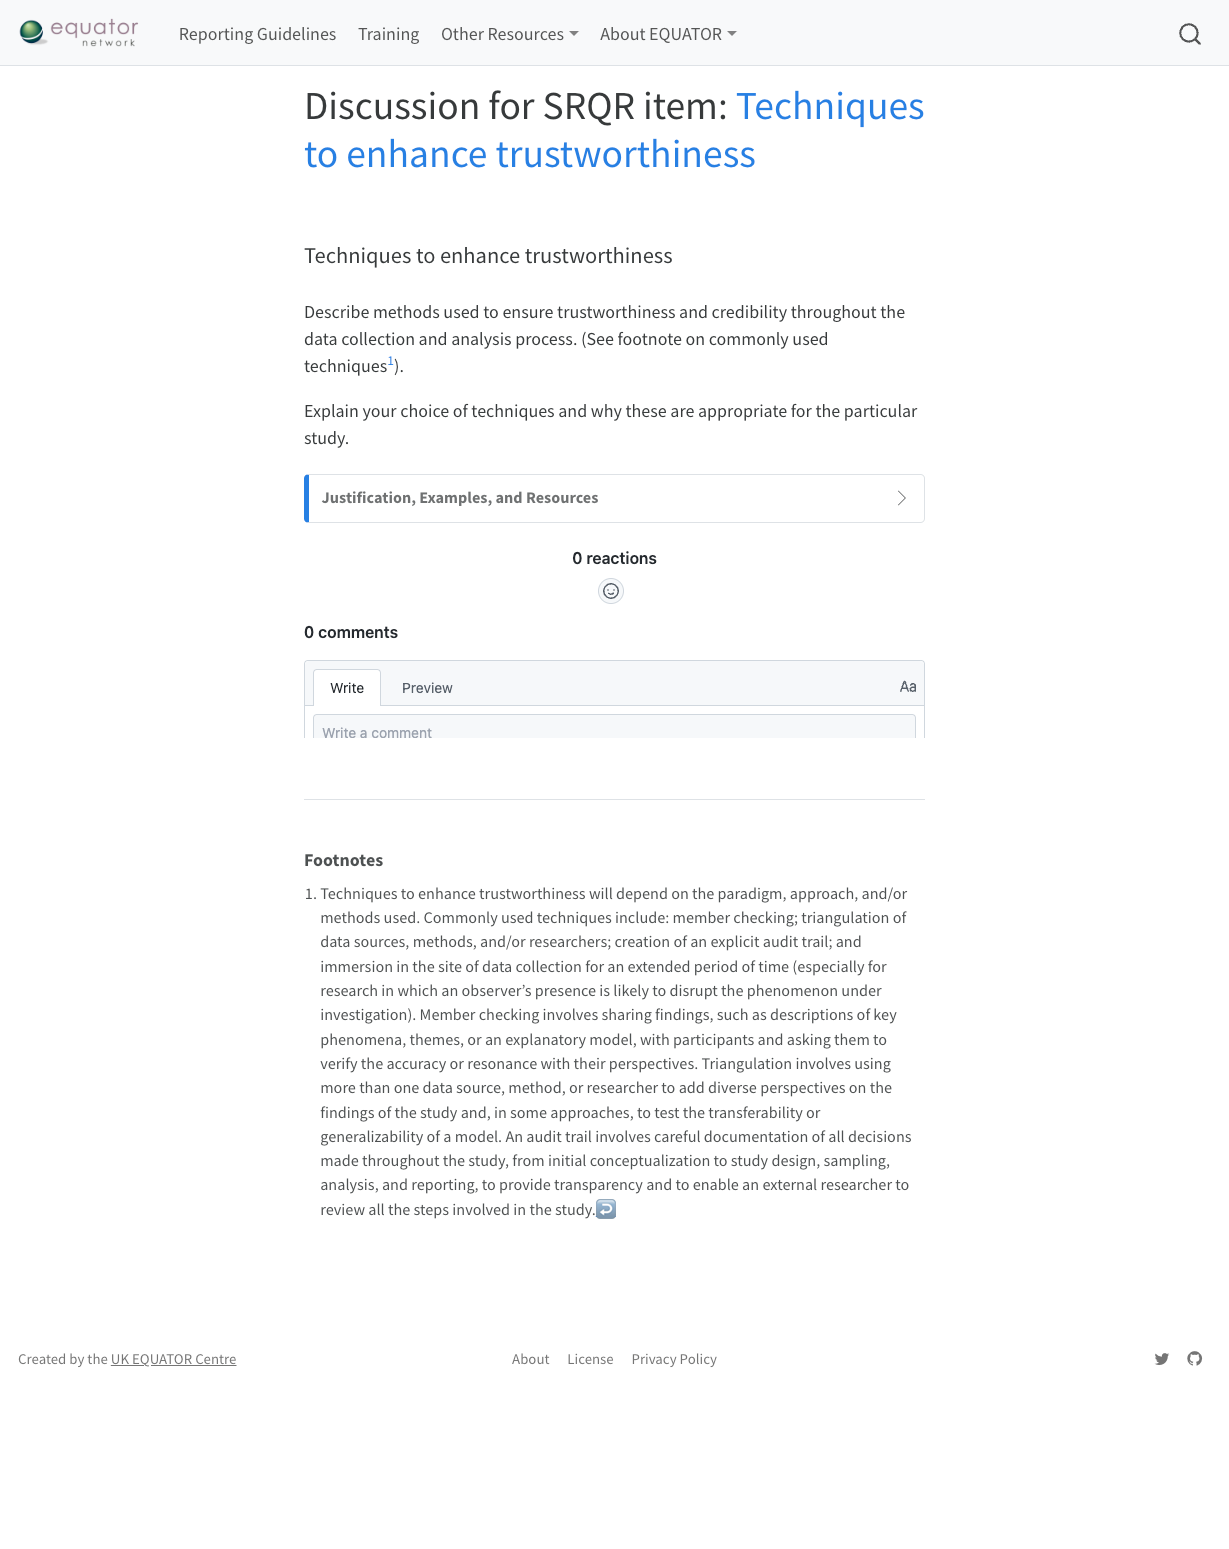 equator
network
Reporting Guidelines Training Other Resources About EQUATOR
Discussion for SRQR item: Techniques
to enhance trustworthiness
Techniques to enhance trustworthiness
Describe methods used to ensure trustworthiness and credibility throughout the
data collection and analysis process. (See footnote on commonly used
techniques1).
Explain your choice of techniques and why these are appropriate for the particular
study.
Justification, Examples, and Resources
0 reactions
0 comments
Write Preview Aa
Write a comment
Footnotes
1. Techniques to enhance trustworthiness will depend on the paradigm, approach, and/or
methods used. Commonly used techniques include: member checking; triangulation of
data sources, methods, and/or researchers; creation of an explicit audit trail; and
immersion in the site of data collection for an extended period of time (especially for
research in which an observer’s presence is likely to disrupt the phenomenon under
investigation). Member checking involves sharing findings, such as descriptions of key
phenomena, themes, or an explanatory model, with participants and asking them to
verify the accuracy or resonance with their perspectives. Triangulation involves using
more than one data source, method, or researcher to add diverse perspectives on the
findings of the study and, in some approaches, to test the transferability or
generalizability of a model. An audit trail involves careful documentation of all decisions
made throughout the study, from initial conceptualization to study design, sampling,
analysis, and reporting, to provide transparency and to enable an external researcher to
review all the steps involved in the study.↩️
Created by the UK EQUATOR Centre About License Privacy Policy